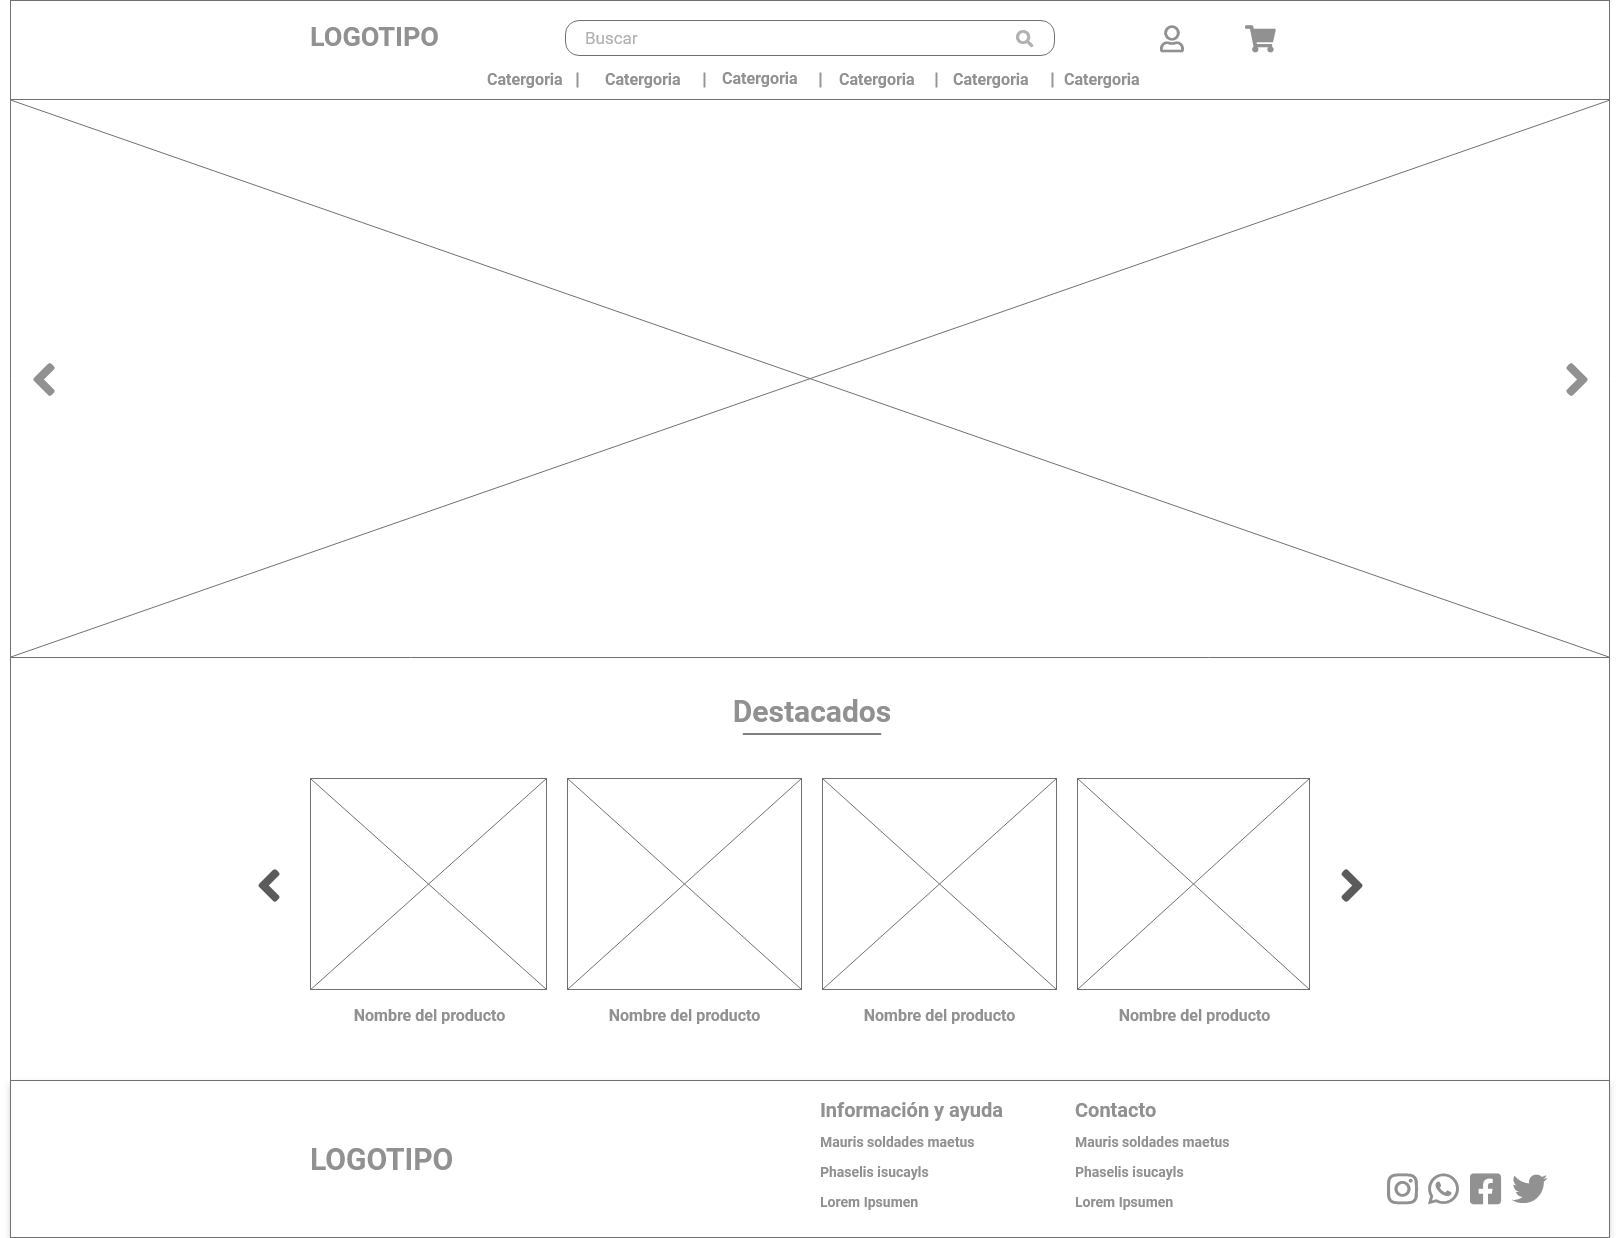 LOGOTIPO
Buscar
Catergoria | Catergoria | Catergoria | Catergoria | Catergoria | Catergoria
Destacados
Nombre del producto Nombre del producto Nombre del producto Nombre del producto
LOGOTIPO
Información y ayuda
Mauris soldades maetus
Phaselis isucayls
Lorem Ipsumen
Contacto
Mauris soldades maetus
Phaselis isucayls
Lorem Ipsumen